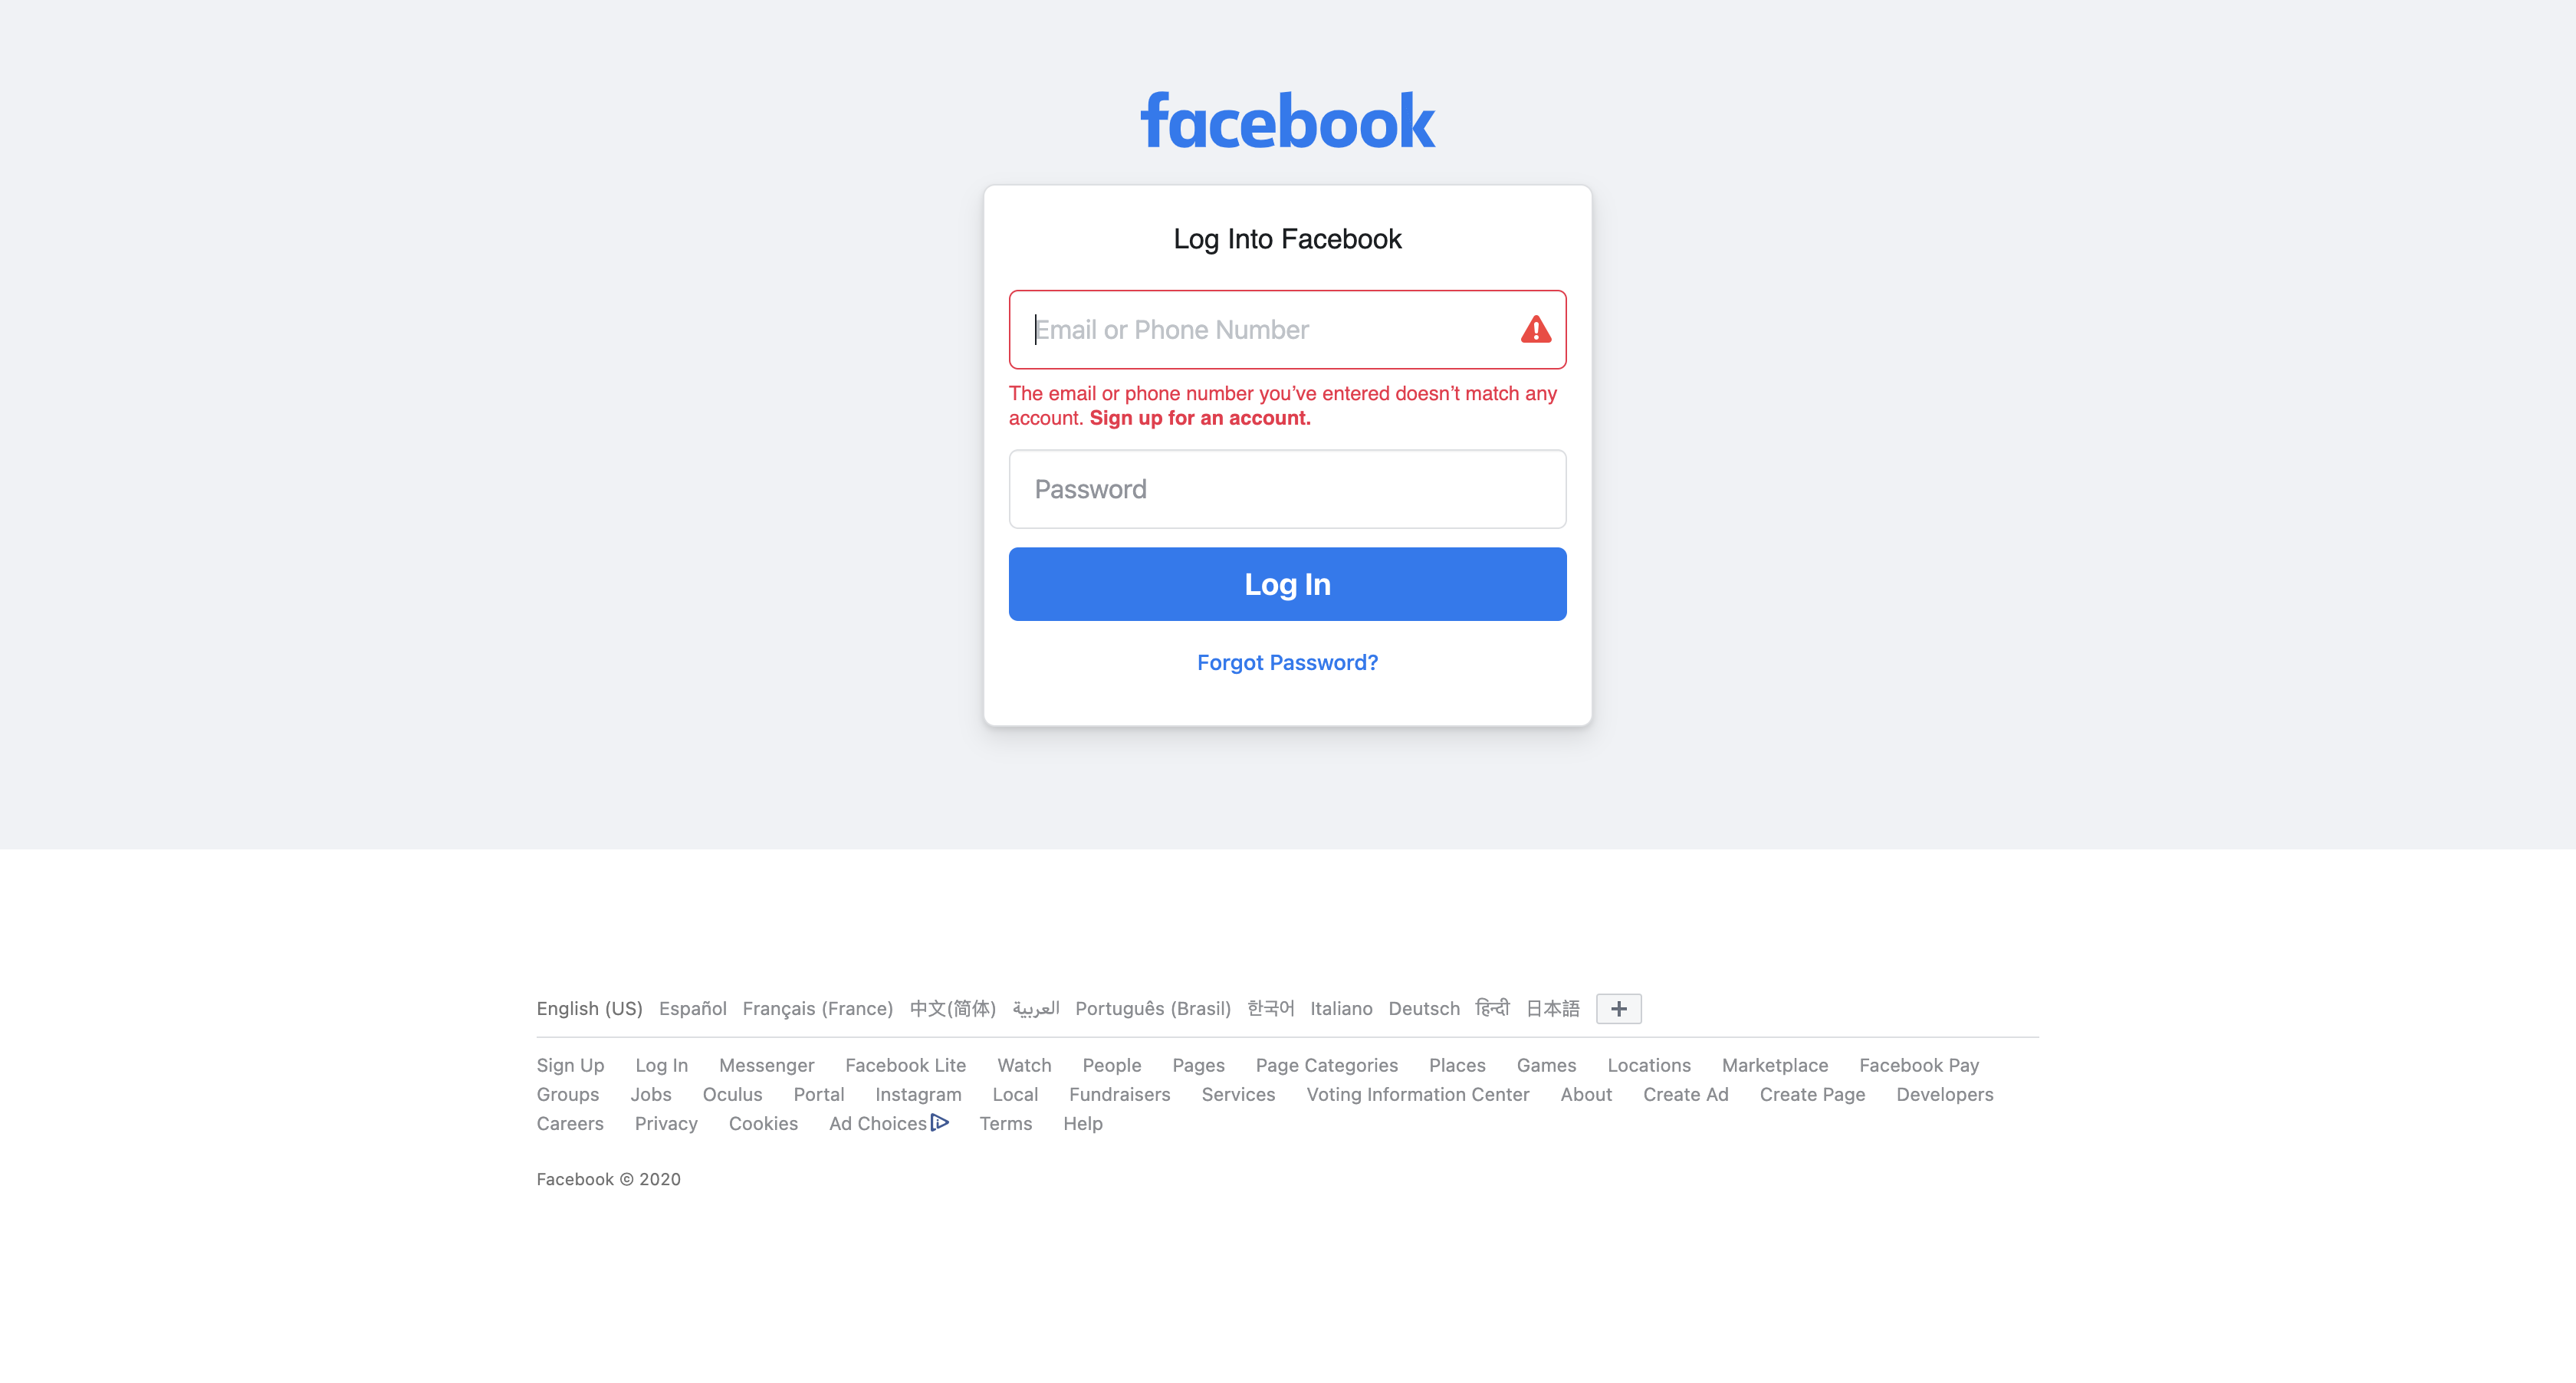 facebook
Log Into Facebook
Email or Phone Number
The email or phone number you’ve entered doesn’t match any
account. Sign up for an account.
Password
Log In
Forgot Password?
English (US) Español Français (France) 中文(简体) العربية Português (Brasil) 한국어 Italiano Deutsch हिन्दी 日本語 +
Sign Up Log In Messenger Facebook Lite Watch People Pages Page Categories Places Games Locations Marketplace Facebook Pay
Groups Jobs Oculus Portal Instagram Local Fundraisers Services Voting Information Center About Create Ad Create Page Developers
Careers Privacy Cookies Ad Choices Terms Help
Facebook © 2020